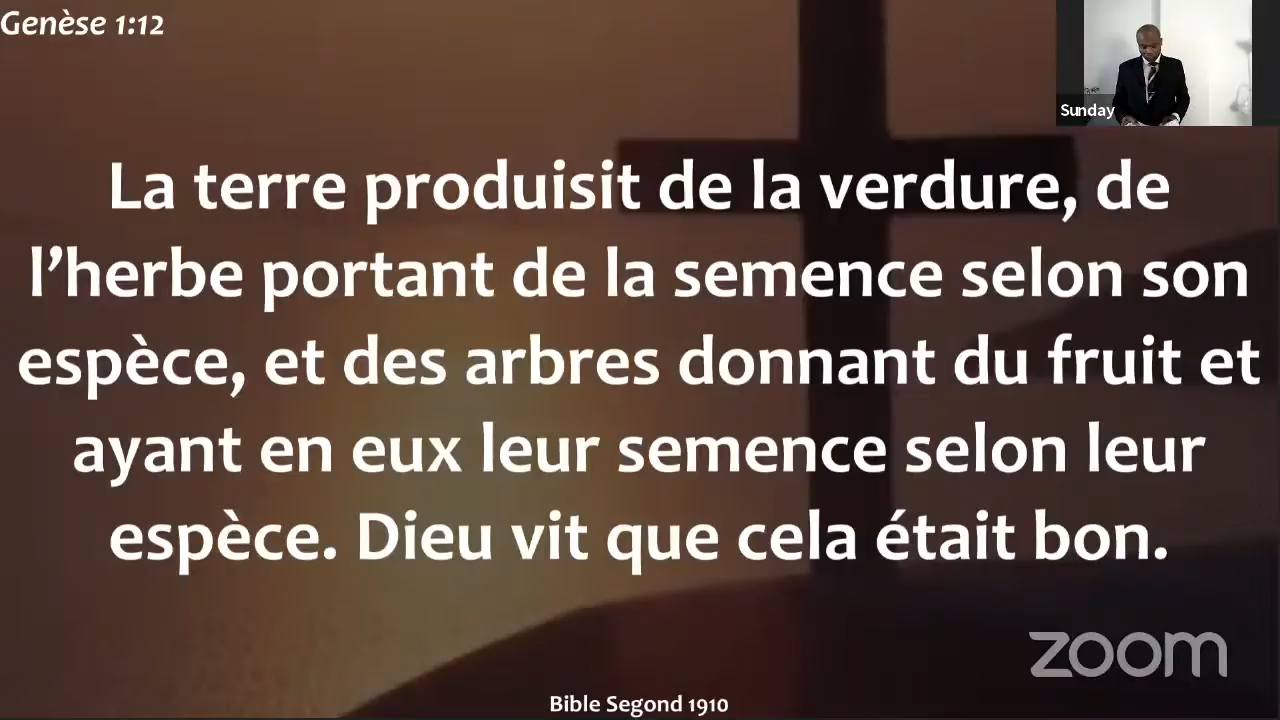 Genèse 1:12
Sunday
La terre produisit de la verdure, de
l’herbe portant de la semence selon son
espèce, et des arbres donnant du fruit et
ayant en eux leur semence selon leur
espèce. Dieu vit que cela était bon.
zoom
Bible Segond 1910